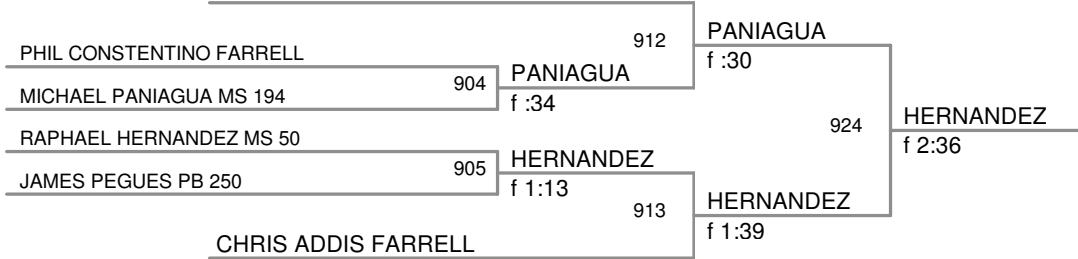 912
PANIAGUA
f :30
PHIL CONSTENTINO FARRELL
904
PANIAGUA
f :34
MICHAEL PANIAGUA MS 194
924
HERNANDEZ
f 2:36
RAPHAEL HERNANDEZ MS 50
905
HERNANDEZ
f 1:13
JAMES PEGUES PB 250
913
HERNANDEZ
f 1:39
CHRIS ADDIS FARRELL